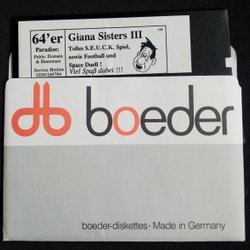 64'er
Paradise:
Public Domain
& Shareware
Service Hotline
Giana Sisters III
Tolles S.E.U.C.K. Spiel,
sowie Football und
Space Duell !
Viel Spaß dabei !!!
db boeder
boeder-diskettes · Made in Germany